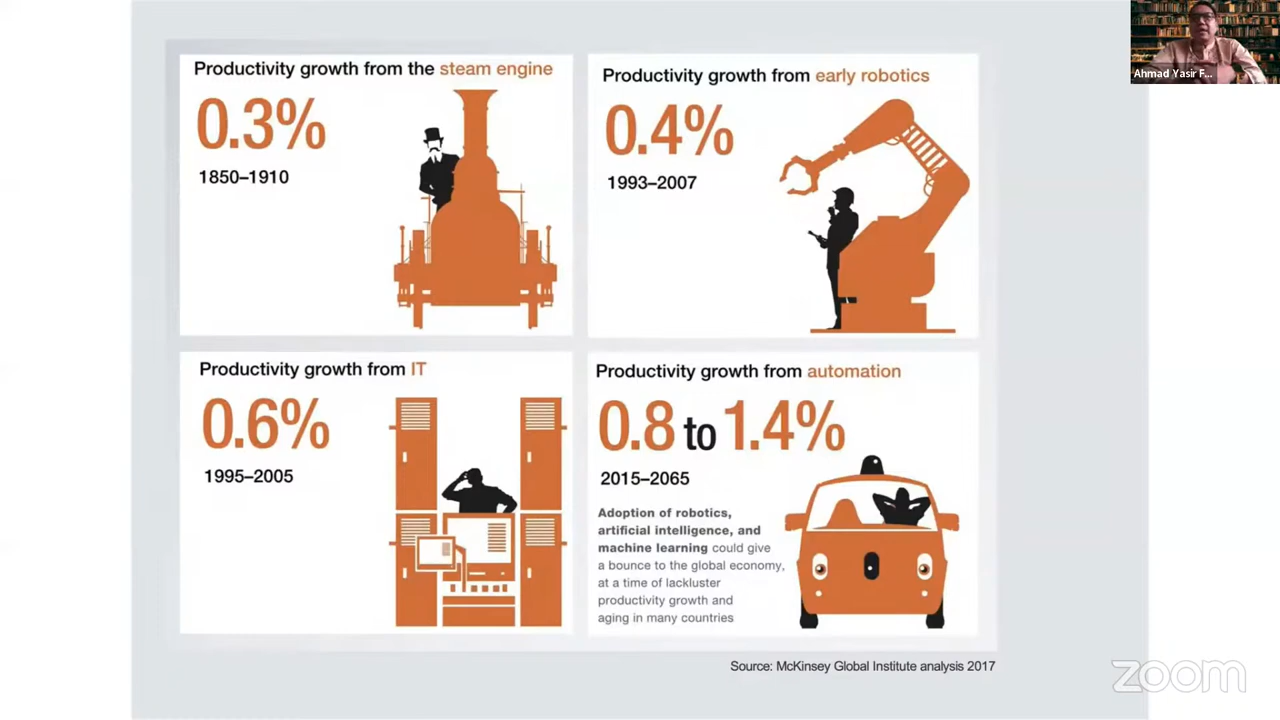 Productivity growth from the steam engine
0.3%
1850–1910
Productivity growth from early robotics
0.4%
1993–2007
Productivity growth from IT
0.6%
1995–2005
Productivity growth from automation
0.8 to 1.4%
2015–2065
Adoption of robotics,
artificial intelligence, and
machine learning could give
a bounce to the global economy,
at a time of lackluster
productivity growth and
aging in many countries
Source: McKinsey Global Institute analysis 2017
Ahmad Yasir F...
zoom